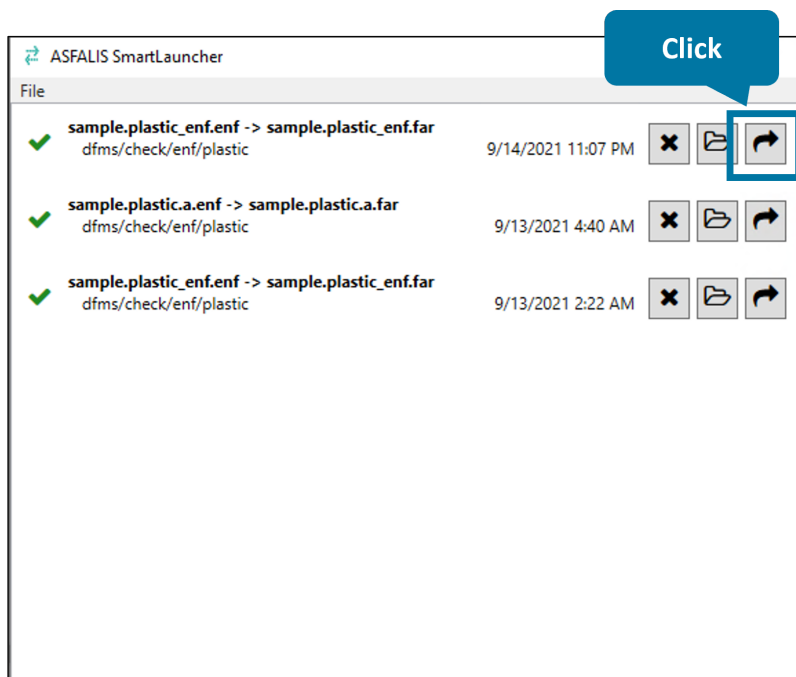 Click
ASFALIS SmartLauncher
File
sample.plastic_enf.enf -> sample.plastic_enf.far
dfms/check/enf/plastic 9/14/2021 11:07 PM
sample.plastic.a.enf -> sample.plastic.a.far
dfms/check/enf/plastic 9/13/2021 4:40 AM
sample.plastic_enf.enf -> sample.plastic_enf.far
dfms/check/enf/plastic 9/13/2021 2:22 AM